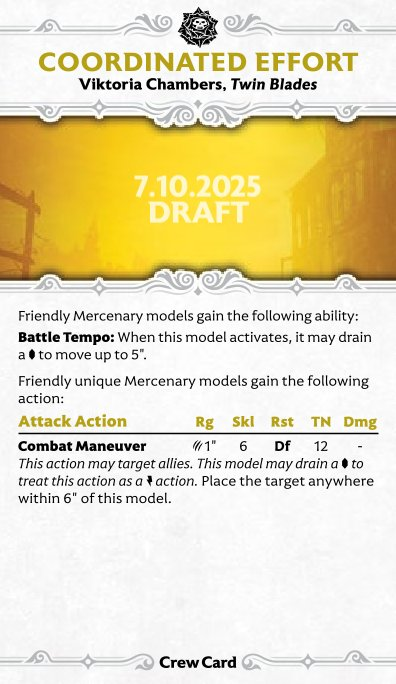 COORDINATED EFFORT
Viktoria Chambers, Twin Blades
7.10.2025
DRAFT
Friendly Mercenary models gain the following ability:
Battle Tempo: When this model activates, it may drain
a to move up to 5".
Friendly unique Mercenary models gain the following
action:
Attack Action Rg Skl Rst TN Dmg
Combat Maneuver 1" 6 Df 12 -
This action may target allies. This model may drain a to
treat this action as a action. Place the target anywhere
within 6" of this model.
Crew Card